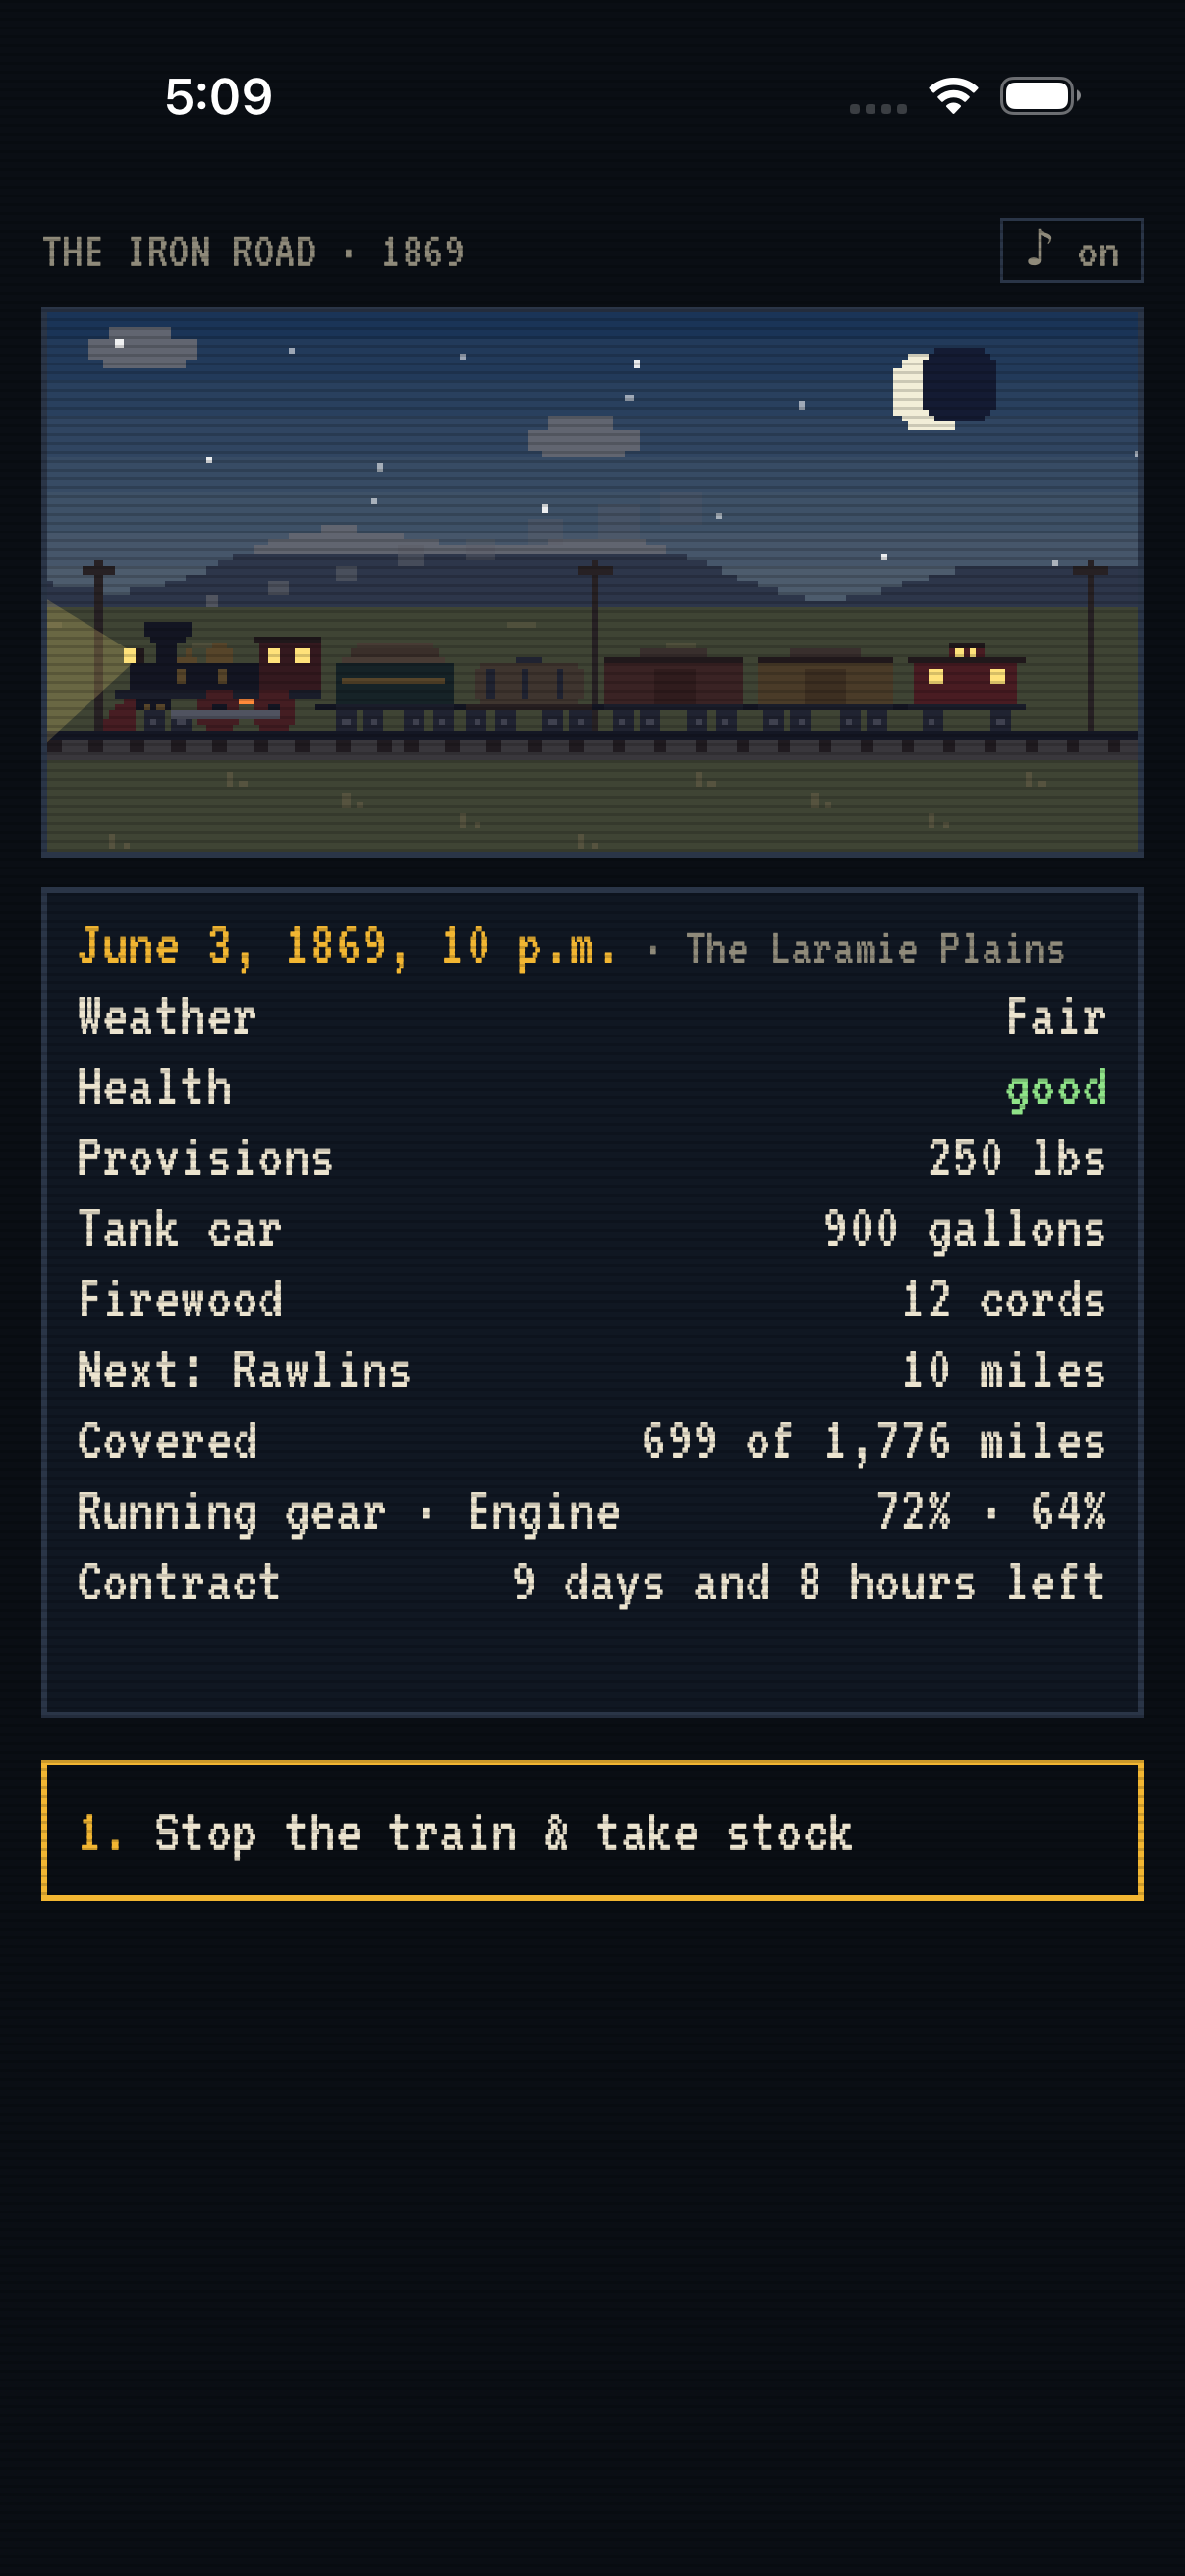 5:09
THE IRON ROAD · 1869 ♪ on
June 3, 1869, 10 p.m. · The Laramie Plains
Weather Fair
Health good
Provisions 250 lbs
Tank car 900 gallons
Firewood 12 cords
Next: Rawlins 10 miles
Covered 699 of 1,776 miles
Running gear · Engine 72% · 64%
Contract 9 days and 8 hours left
1. Stop the train & take stock